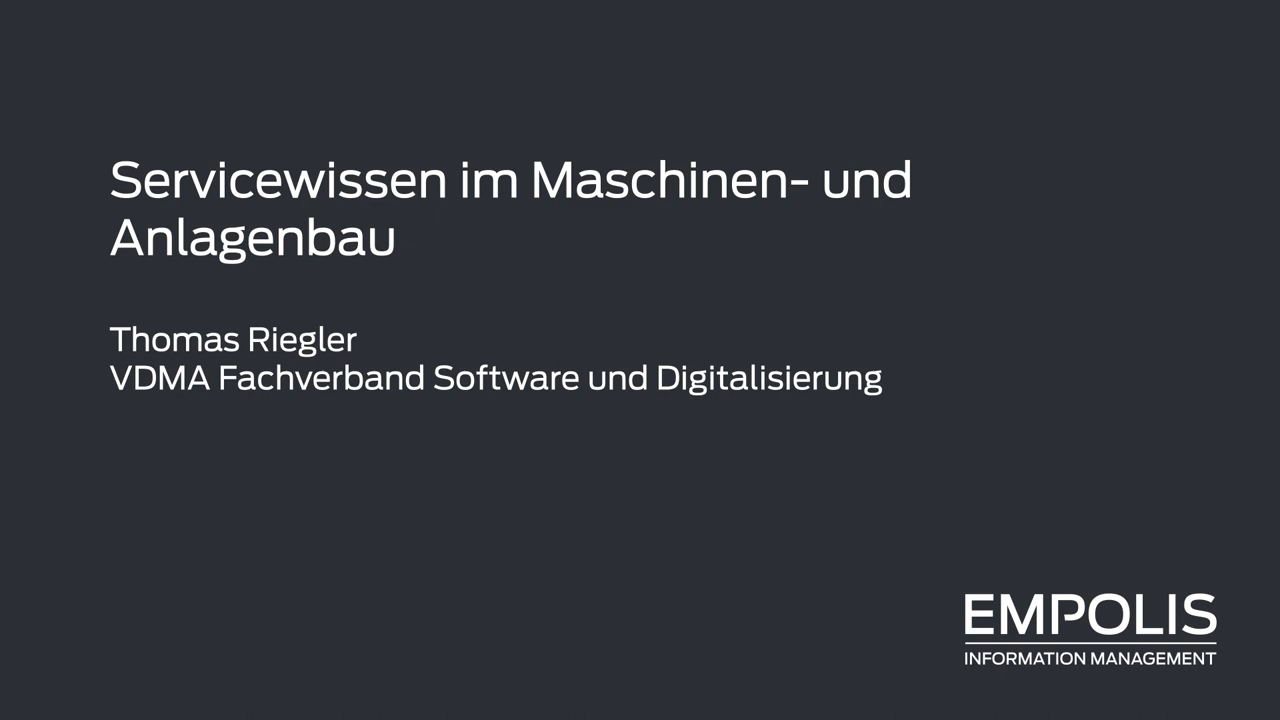 Servicewissen im Maschinen- und
Anlagenbau
Thomas Riegler
VDMA Fachverband Software und Digitalisierung
EMPOLIS
INFORMATION MANAGEMENT